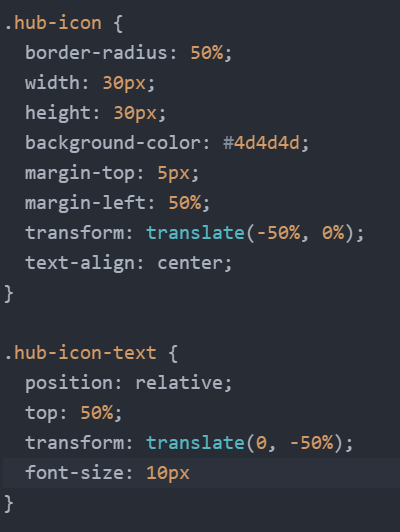 .hub-icon {
  border-radius: 50%;
  width: 30px;
  height: 30px;
  background-color: #4d4d4d;
  margin-top: 5px;
  margin-left: 50%;
  transform: translate(-50%, 0%);
  text-align: center;
}

.hub-icon-text {
  position: relative;
  top: 50%;
  transform: translate(0, -50%);
  font-size: 10px
}